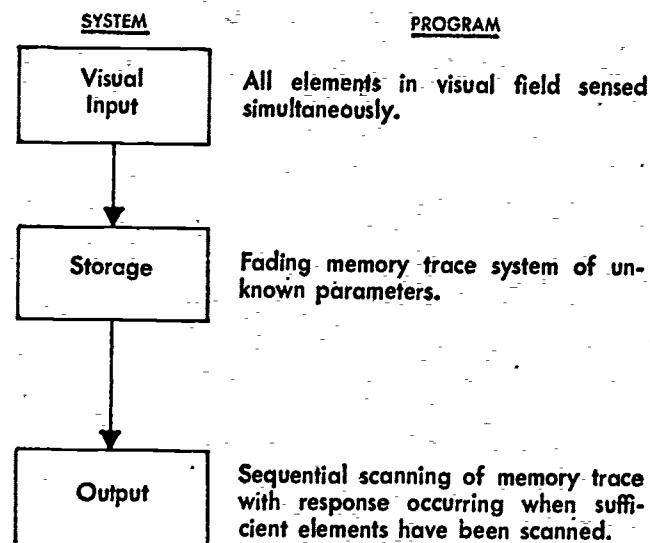 SYSTEM PROGRAM
Visual
Input
All elements in visual field sensed
simultaneously.
Storage
Fading memory trace system of un-
known parameters.
Output
Sequential scanning of memory trace
with response occurring when suffi-
cient elements have been scanned.